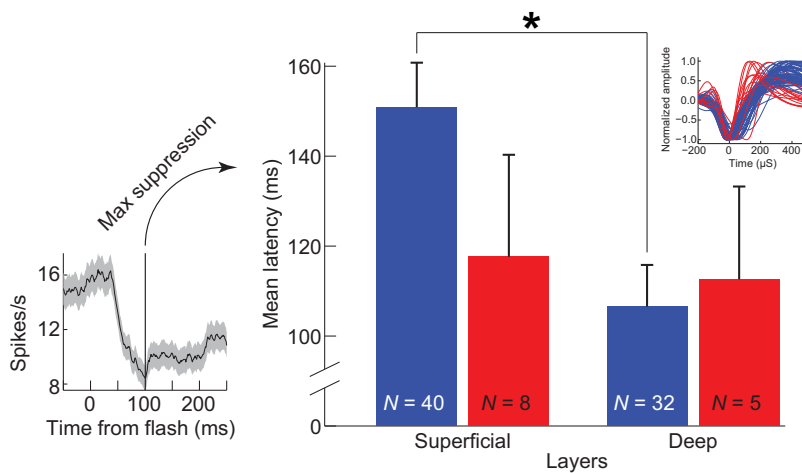 *
160
140
120
100
0
Mean latency (ms)
N = 40
N = 8
N = 32
N = 5
Superficial
Deep
Layers
Max suppression
16
12
8
Spikes/s
0
100
200
Time from flash (ms)
1.0
0.5
0.0
−0.5
−1.0
Normalized amplitude
−200
0
200
400
Time (µS)